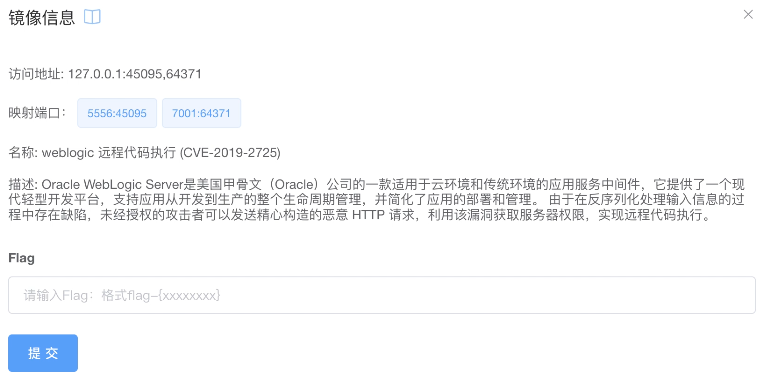 镜像信息
访问地址: 127.0.0.1:45095,64371
映射端口： 5556:45095 7001:64371
名称: weblogic 远程代码执行 (CVE-2019-2725)
描述: Oracle WebLogic Server是美国甲骨文（Oracle）公司的一款适用于云环境和传统环境的应用服务中间件，它提供了一个现
代轻型开发平台，支持应用从开发到生产的整个生命周期管理，并简化了应用的部署和管理。 由于在反序列化处理输入信息的过
程中存在缺陷，未经授权的攻击者可以发送精心构造的恶意 HTTP 请求，利用该漏洞获取服务器权限，实现远程代码执行。
Flag
请输入Flag：格式flag-{xxxxxxxx}
提 交